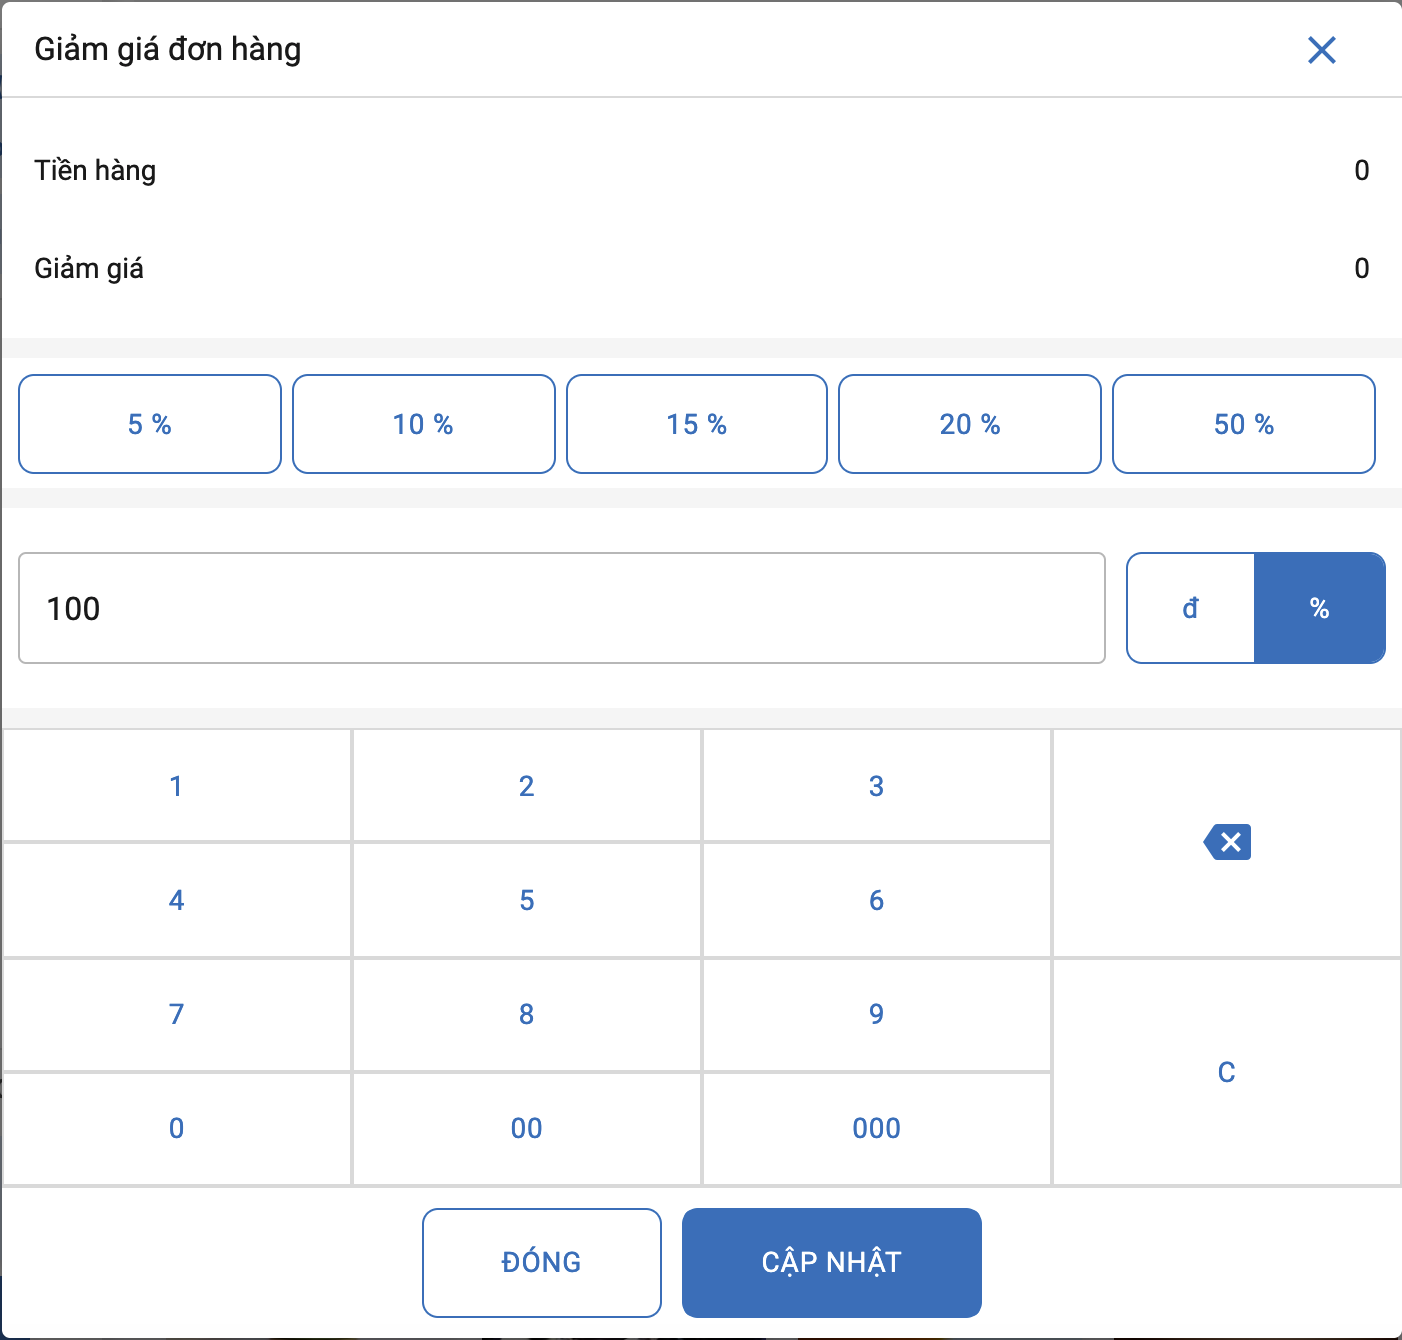 Giảm giá đơn hàng
Tiền hàng 0
Giảm giá 0
5 % 10 % 15 % 20 % 50 %
100 đ %
1 2 3
4 5 6
7 8 9
C
0 00 000
ĐÓNG CẬP NHẬT